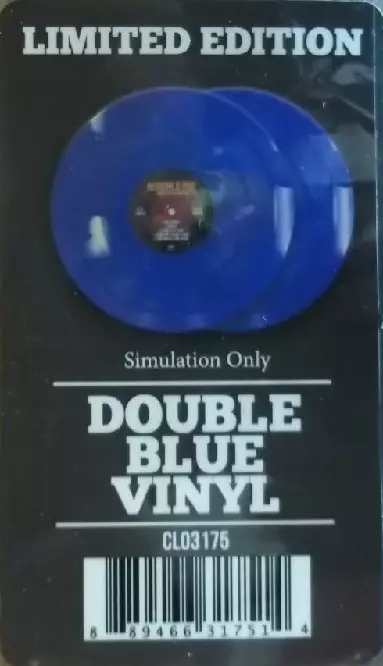 LIMITED EDITION
Simulation Only
DOUBLE
BLUE
VINYL
CLO3175
8 89466 31751 4